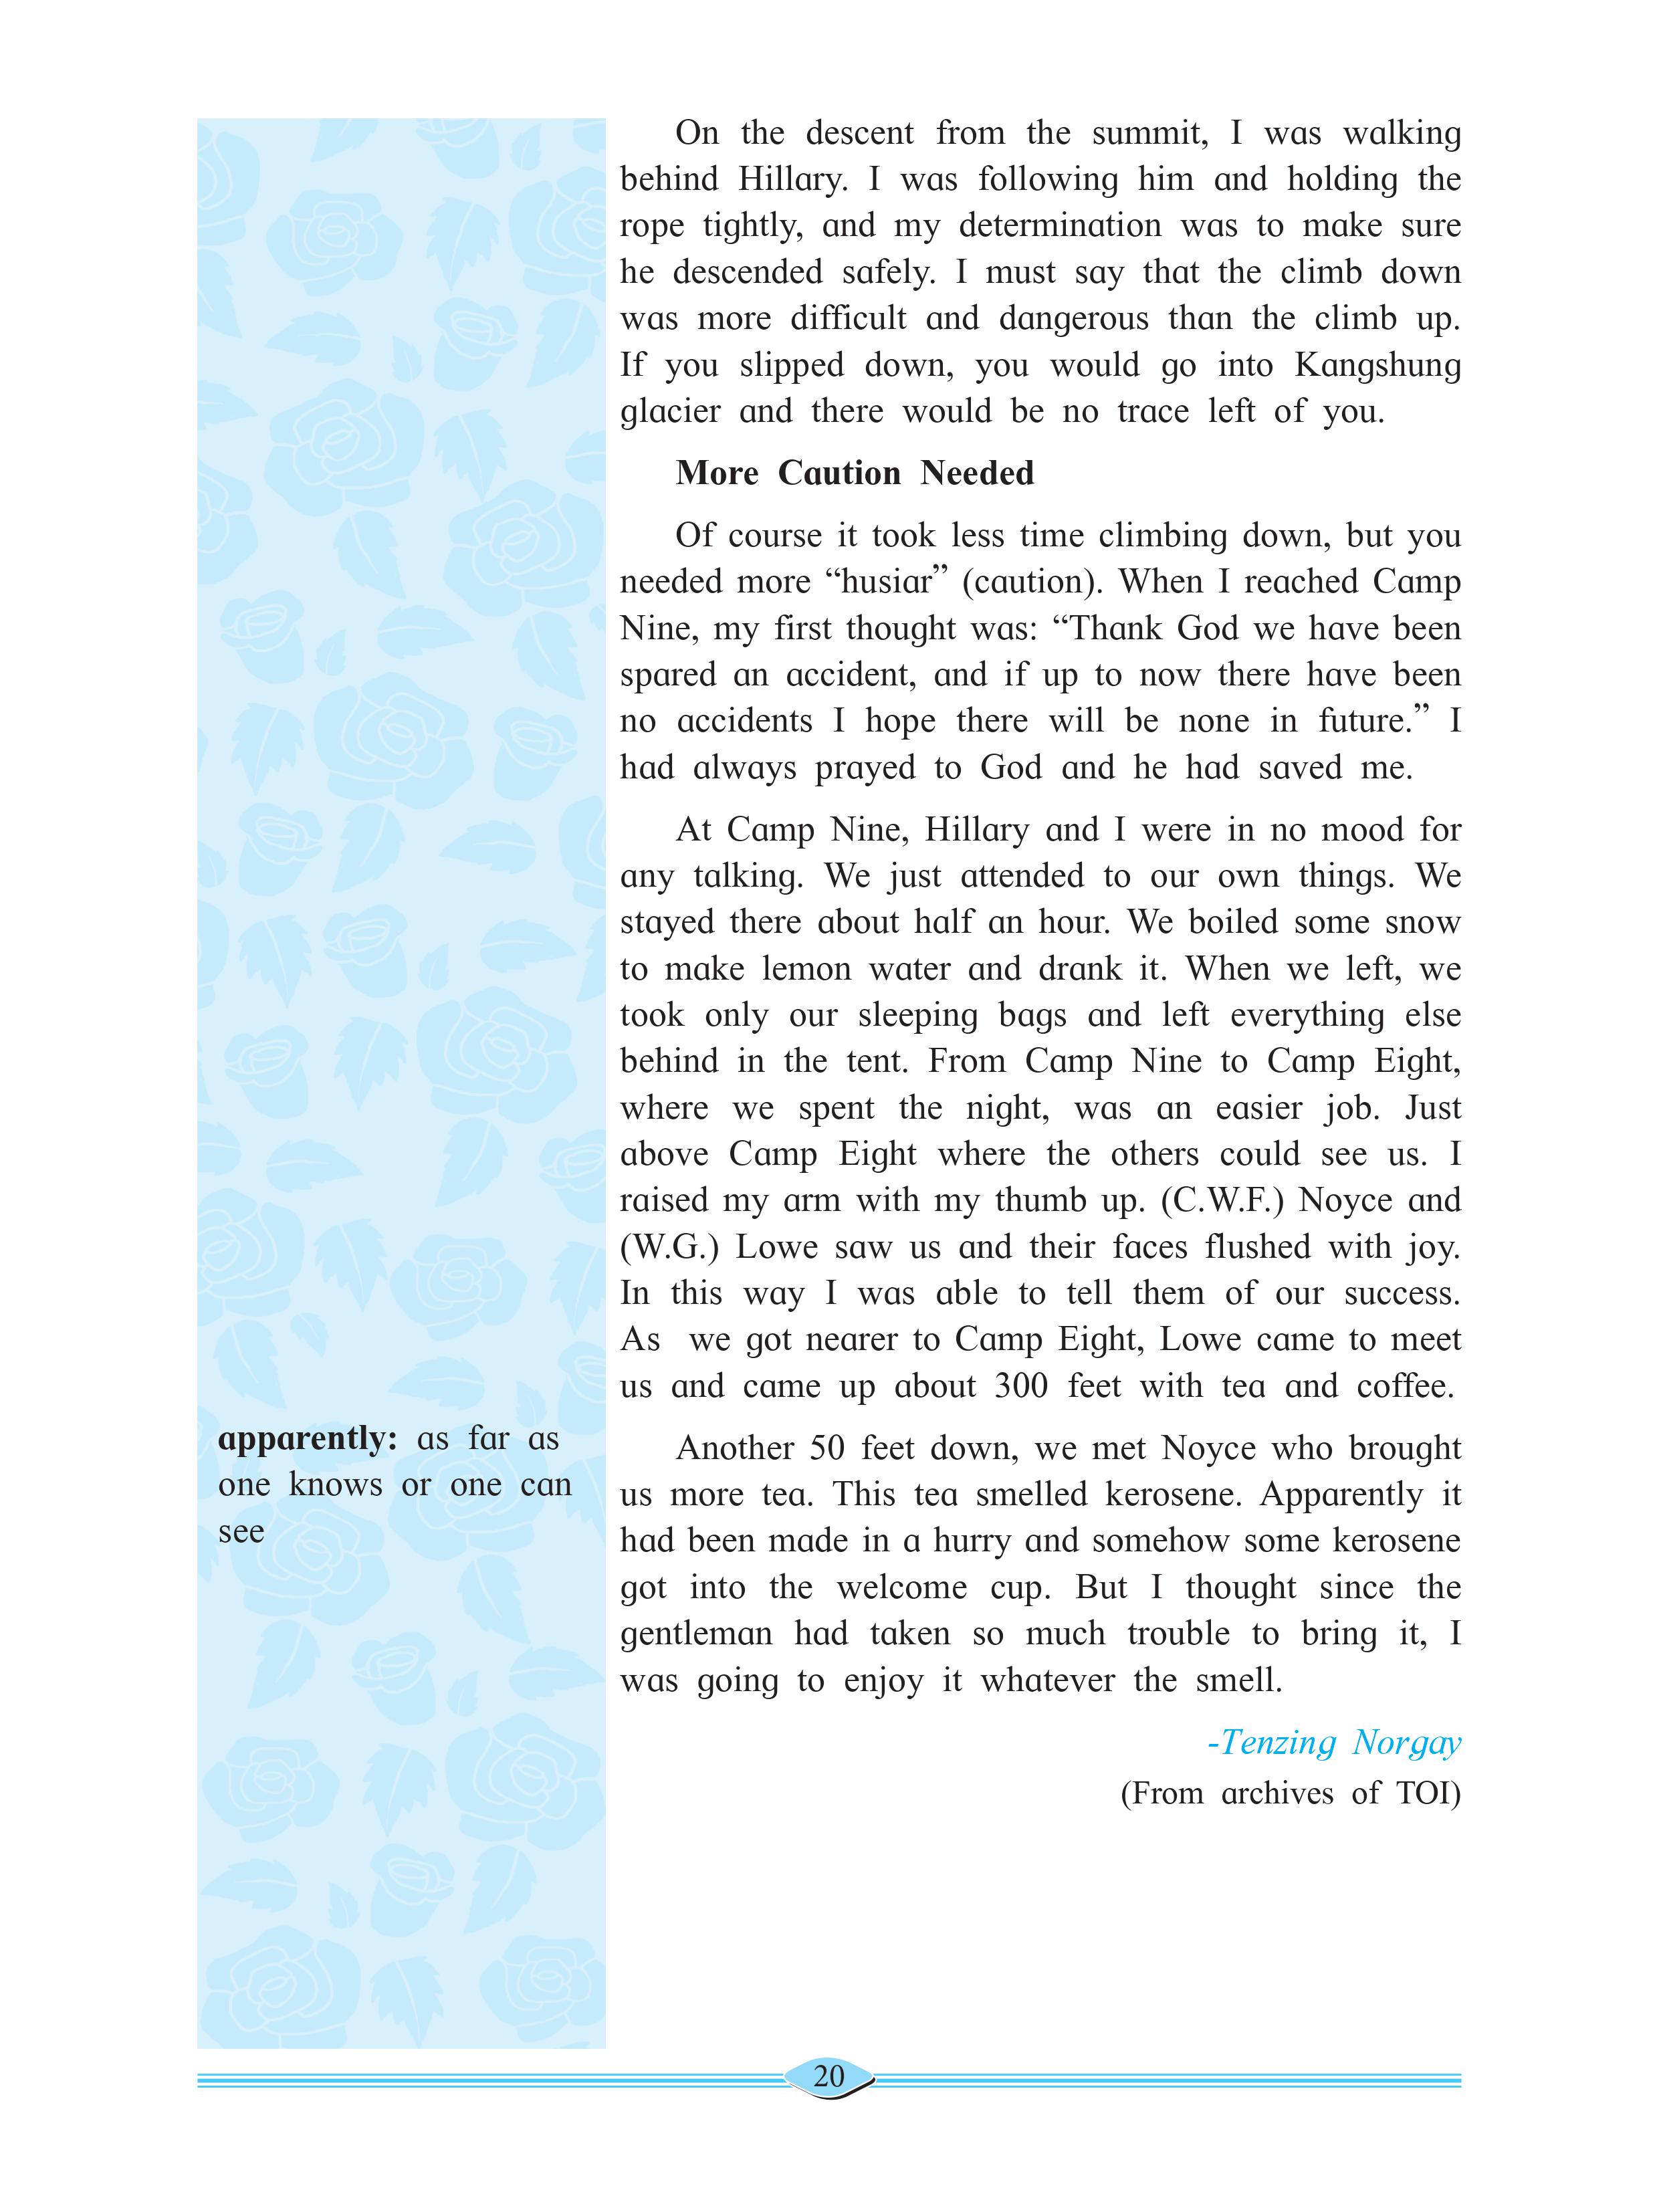 On the descent from the summit, I was walking
behind Hillary. I was following him and holding the
rope tightly, and my determination was to make sure
he descended safely. I must say that the climb down
was more difficult and dangerous than the climb up.
If you slipped down, you would go into Kangshung
glacier and there would be no trace left of you.
More Caution Needed
Of course it took less time climbing down, but you
needed more “husiar” (caution). When I reached Camp
Nine, my first thought was: “Thank God we have been
spared an accident, and if up to now there have been
no accidents I hope there will be none in future.” I
had always prayed to God and he had saved me.
At Camp Nine, Hillary and I were in no mood for
any talking. We just attended to our own things. We
stayed there about half an hour. We boiled some snow
to make lemon water and drank it. When we left, we
took only our sleeping bags and left everything else
behind in the tent. From Camp Nine to Camp Eight,
where we spent the night, was an easier job. Just
above Camp Eight where the others could see us. I
raised my arm with my thumb up. (C.W.F.) Noyce and
(W.G.) Lowe saw us and their faces flushed with joy.
In this way I was able to tell them of our success.
As we got nearer to Camp Eight, Lowe came to meet
us and came up about 300 feet with tea and coffee.
apparently: as far as
one knows or one can
see
Another 50 feet down, we met Noyce who brought
us more tea. This tea smelled kerosene. Apparently it
had been made in a hurry and somehow some kerosene
got into the welcome cup. But I thought since the
gentleman had taken so much trouble to bring it, I
was going to enjoy it whatever the smell.
-Tenzing Norgay
(From archives of TOI)
20